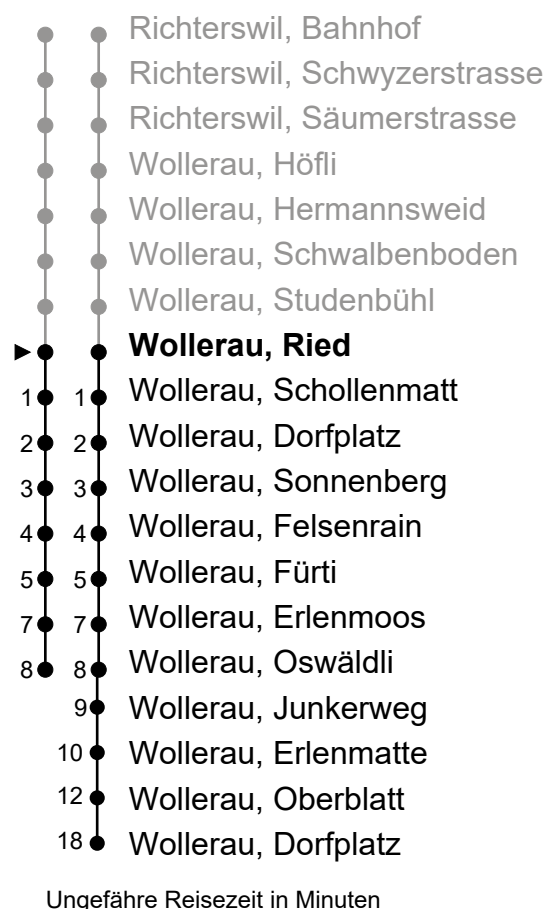 Richterswil, Bahnhof
Richterswil, Schwyzerstrasse
Richterswil, Säumerstrasse
Wollerau, Höfli
Wollerau, Hermannsweid
Wollerau, Schwalbenboden
Wollerau, Studenbühl
Wollerau, Ried
1 1 Wollerau, Schollenmatt
2 2 Wollerau, Dorfplatz
3 3 Wollerau, Sonnenberg
4 4 Wollerau, Felsenrain
5 5 Wollerau, Fürti
7 7 Wollerau, Erlenmoos
8 8 Wollerau, Oswäldli
9 Wollerau, Junkerweg
10 Wollerau, Erlenmatte
12 Wollerau, Oberblatt
18 Wollerau, Dorfplatz
Ungefähre Reisezeit in Minuten